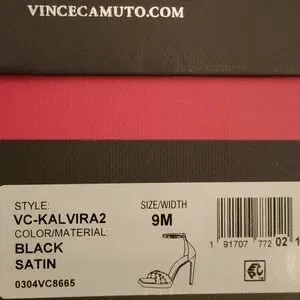 VINCECAMUTO.COM
STYLE:
VC-KALVIRA2
COLOR/MATERIAL:
BLACK
SATIN
0304VC8665
SIZE/WIDTH
9M
1 91707 772 02 1